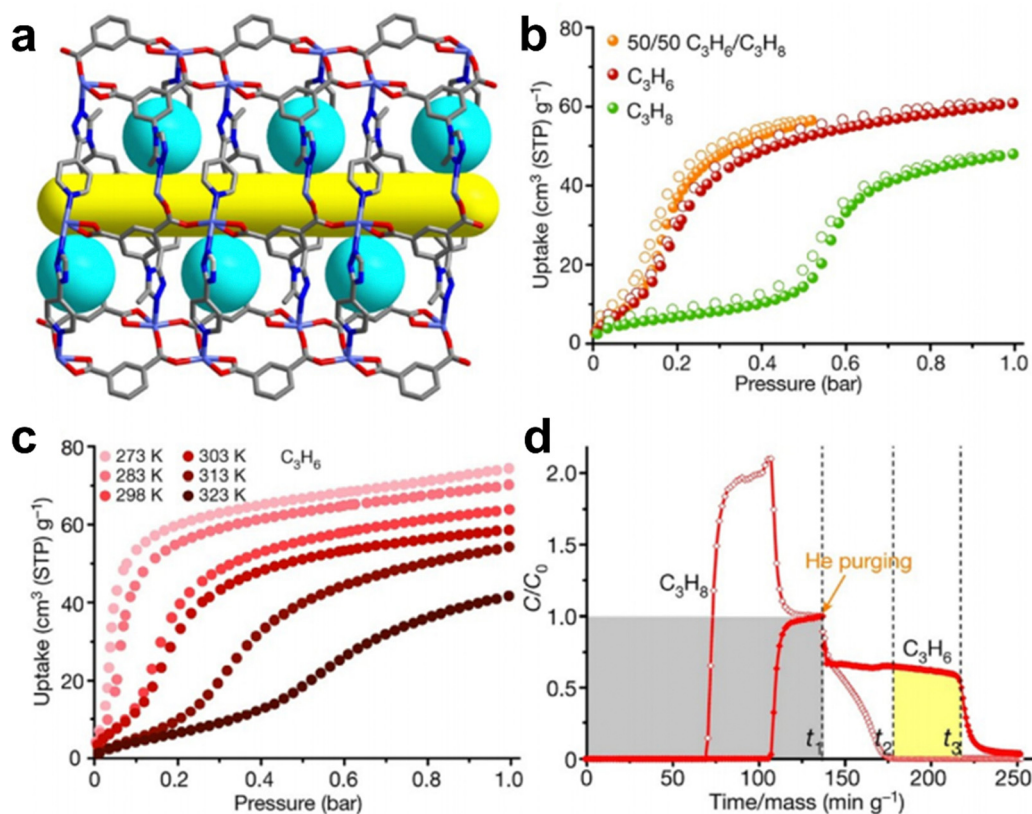 a
b
50/50 C₃H₆/C₃H₈
C₃H₆
C₃H₈
80
60
40
20
0
Uptake (cm³ (STP) g⁻¹)
0 0.2 0.4 0.6 0.8 1.0
Pressure (bar)
c
273 K 303 K C₃H₆
283 K 313 K
298 K 323 K
80
60
40
20
0
Uptake (cm³ (STP) g⁻¹)
0 0.2 0.4 0.6 0.8 1.0
Pressure (bar)
d
2.0
1.5
1.0
0.5
0
C/C₀
C₃H₈
He purging
C₃H₆
t₁ t₂ t₃
0 50 100 150 200 250
Time/mass (min g⁻¹)